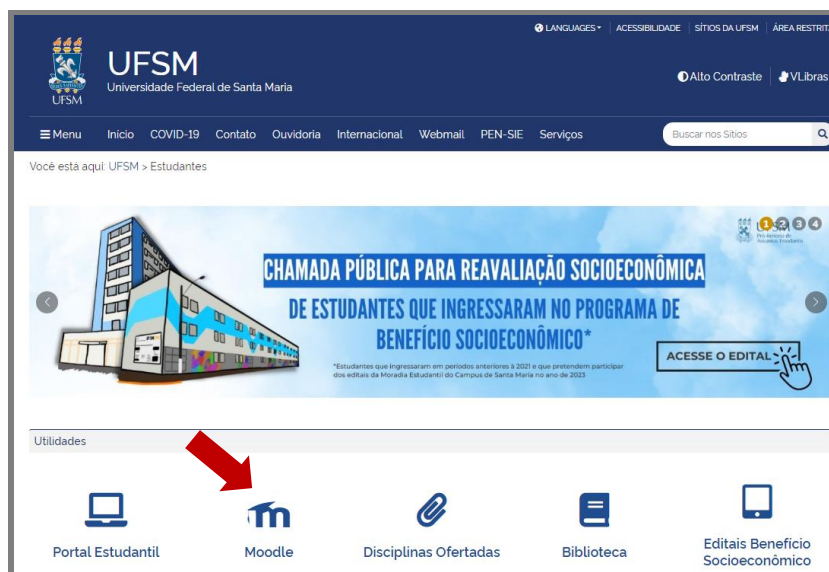 LANGUAGES
ACESSIBILIDADE
SÍTIOS DA UFSM
ÁREA RESTRIT
UFSM
UFSM
Universidade Federal de Santa Maria
Alto Contraste
VLibras
Menu
Início
COVID-19
Contato
Ouvidoria
Internacional
Webmail
PEN-SIE
Serviços
Buscar nos Sítios
Você está aqui: UFSM > Estudantes
1 2 3 4
CHAMADA PÚBLICA PARA REAVALIAÇÃO SOCIOECONÔMICA
DE ESTUDANTES QUE INGRESSARAM NO PROGRAMA DE
BENEFÍCIO SOCIOECONÔMICO*
*Estudantes que ingressaram em períodos anteriores à 2021 e que pretendem participar
dos editais da Moradia Estudantil do Campus de Santa Maria no ano de 2023
ACESSE O EDITAL
Utilidades
Portal Estudantil
Moodle
Disciplinas Ofertadas
Biblioteca
Editais Benefício
Socioeconômico